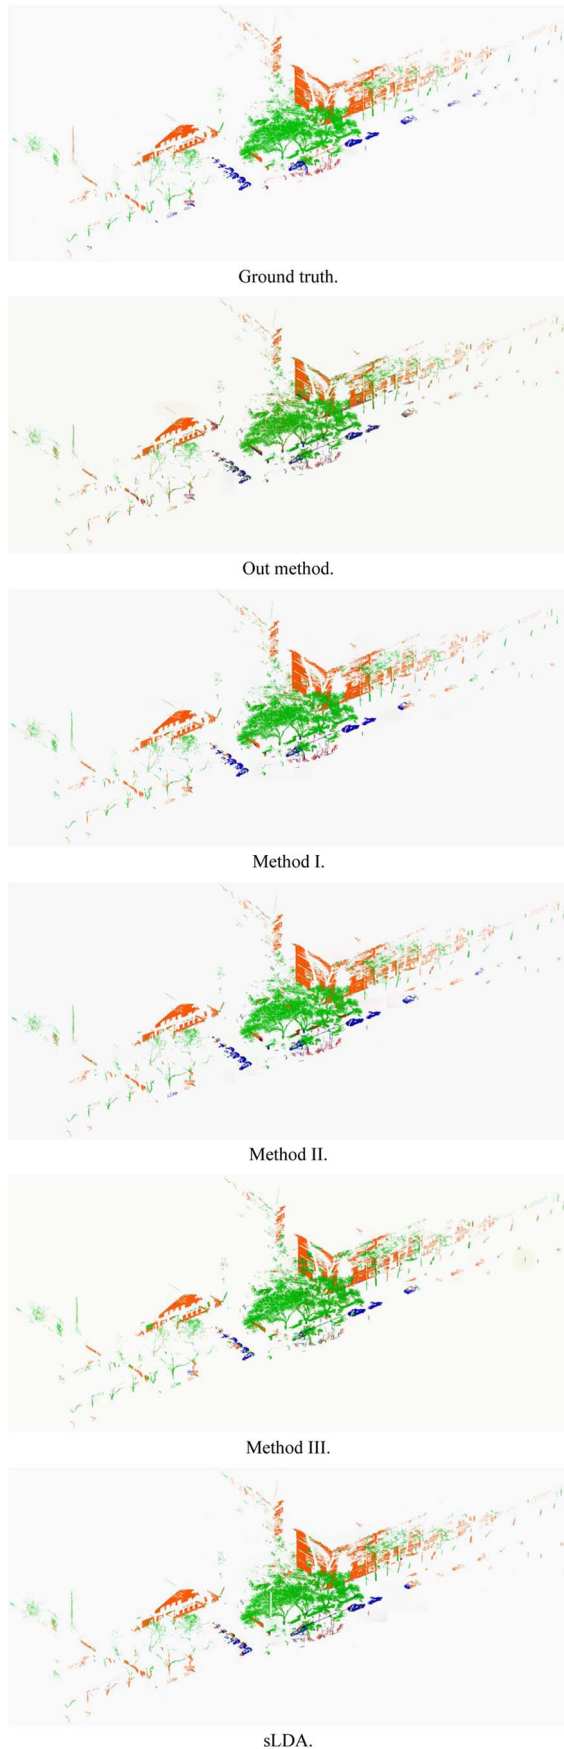 Ground truth.
Out method.
Method I.
Method II.
Method III.
sLDA.